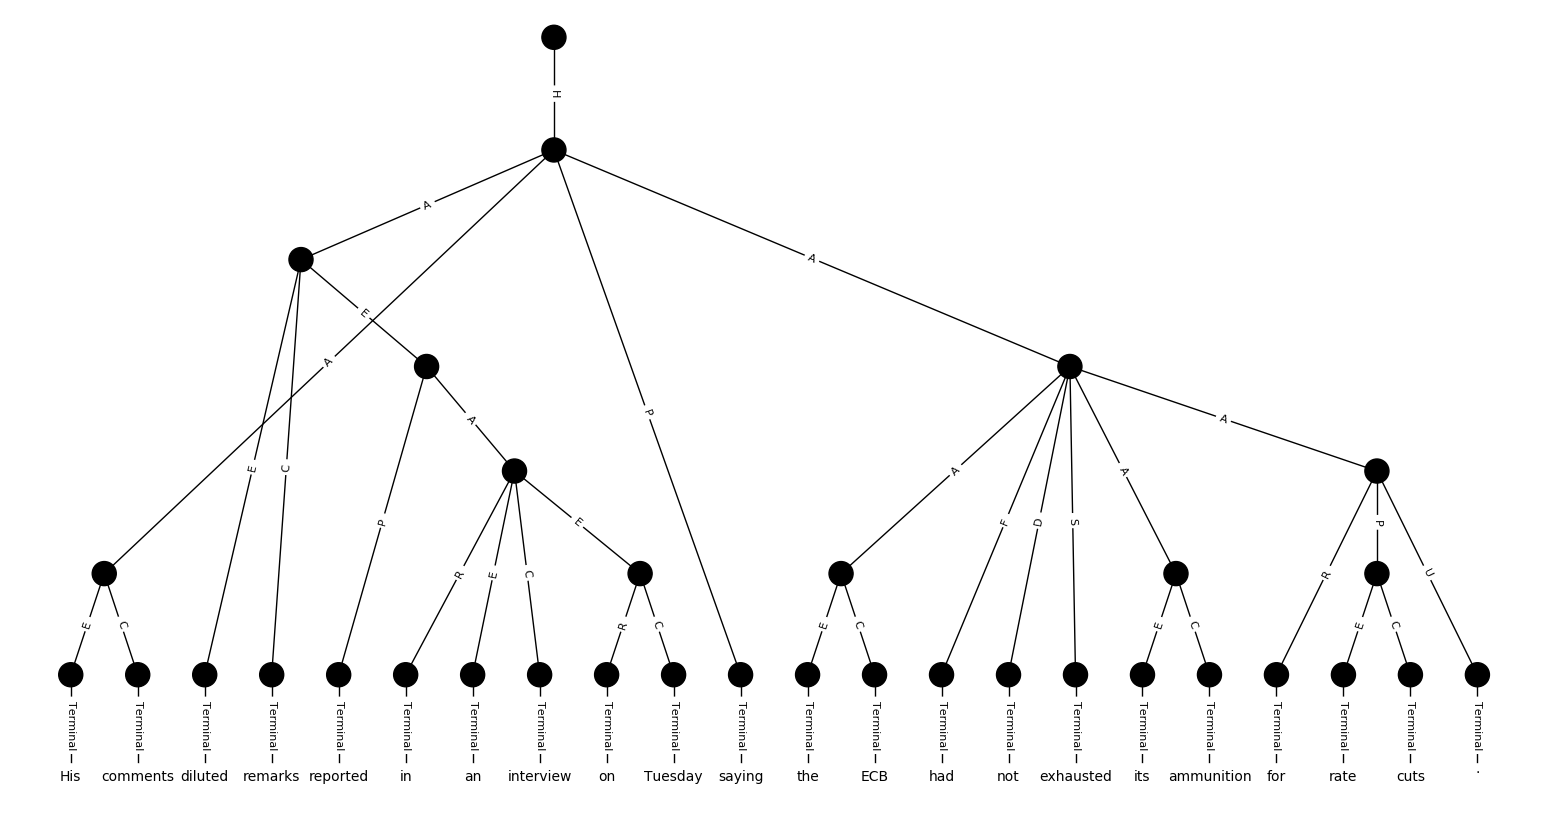 H
A
A
E
A
A
P
A
A
E
C
A
A
P
F
D
S
P
E
R
E
C
R
U
E
C
R
C
E
C
E
C
E
C
Terminal Terminal Terminal Terminal Terminal Terminal Terminal Terminal Terminal Terminal Terminal Terminal Terminal Terminal Terminal Terminal Terminal Terminal Terminal Terminal Terminal Terminal
His comments diluted remarks reported in an interview on Tuesday saying the ECB had not exhausted its ammunition for rate cuts .